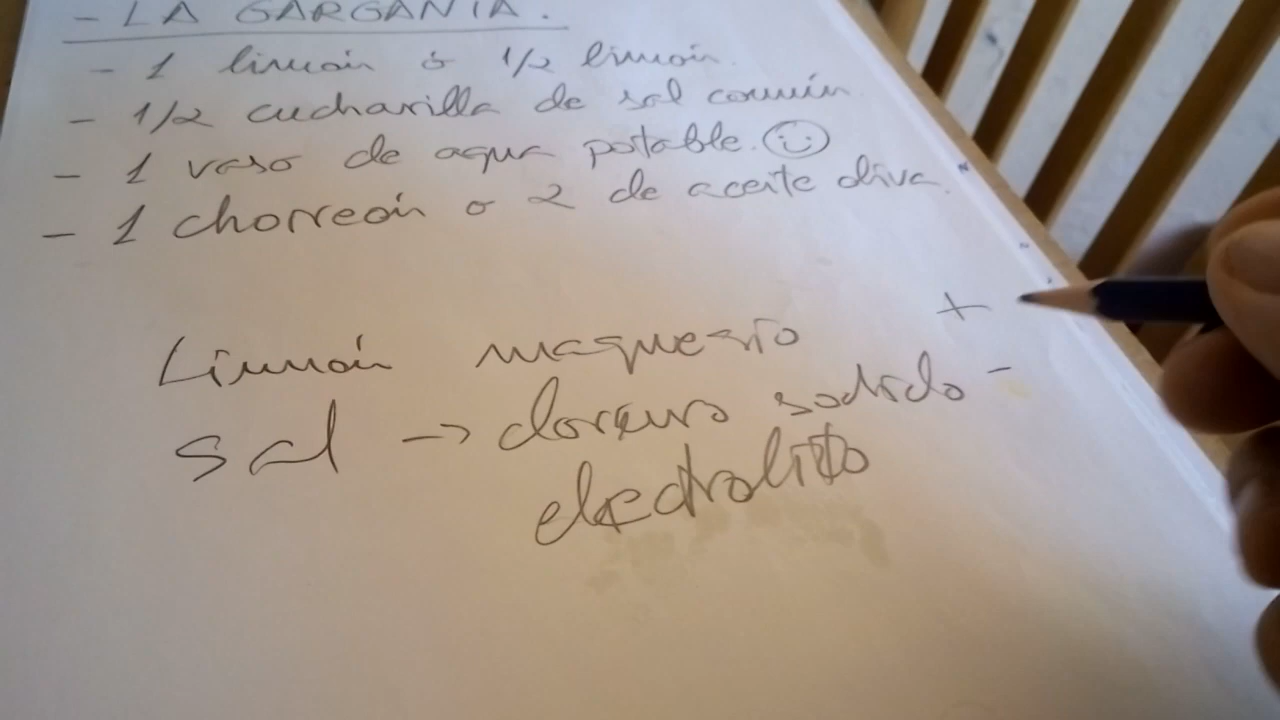 - LA GARGANTA.
- 1 limón ó 1/2 limón.
- 1/2 cucharilla de sal común
- 1 vaso de agua potable.
- 1 chorreón o 2 de aceite oliva.
Limón magnesio +
sal -> cloruro sodido -
electrolito